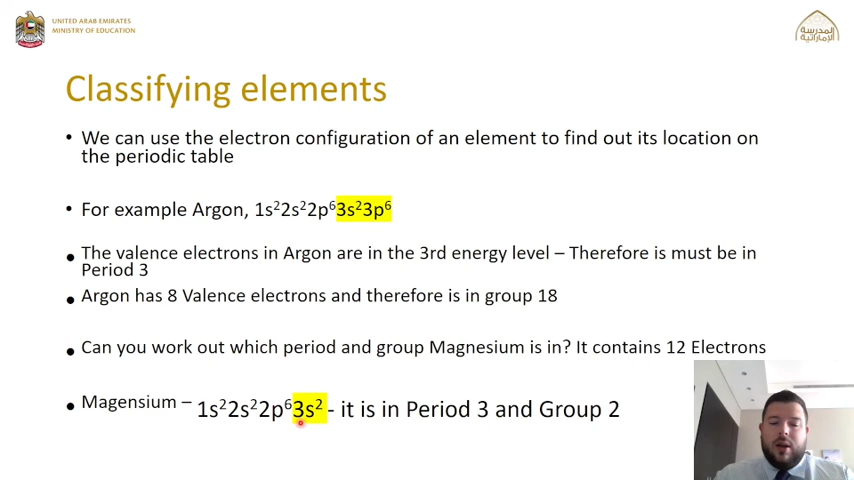 UNITED ARAB EMIRATES
MINISTRY OF EDUCATION
المدرسة
الإماراتية
Classifying elements
• We can use the electron configuration of an element to find out its location on
the periodic table
• For example Argon, 1s²2s²2p⁶3s²3p⁶
• The valence electrons in Argon are in the 3rd energy level – Therefore is must be in
Period 3
• Argon has 8 Valence electrons and therefore is in group 18
• Can you work out which period and group Magnesium is in? It contains 12 Electrons
• Magensium – 1s²2s²2p⁶3s² - it is in Period 3 and Group 2